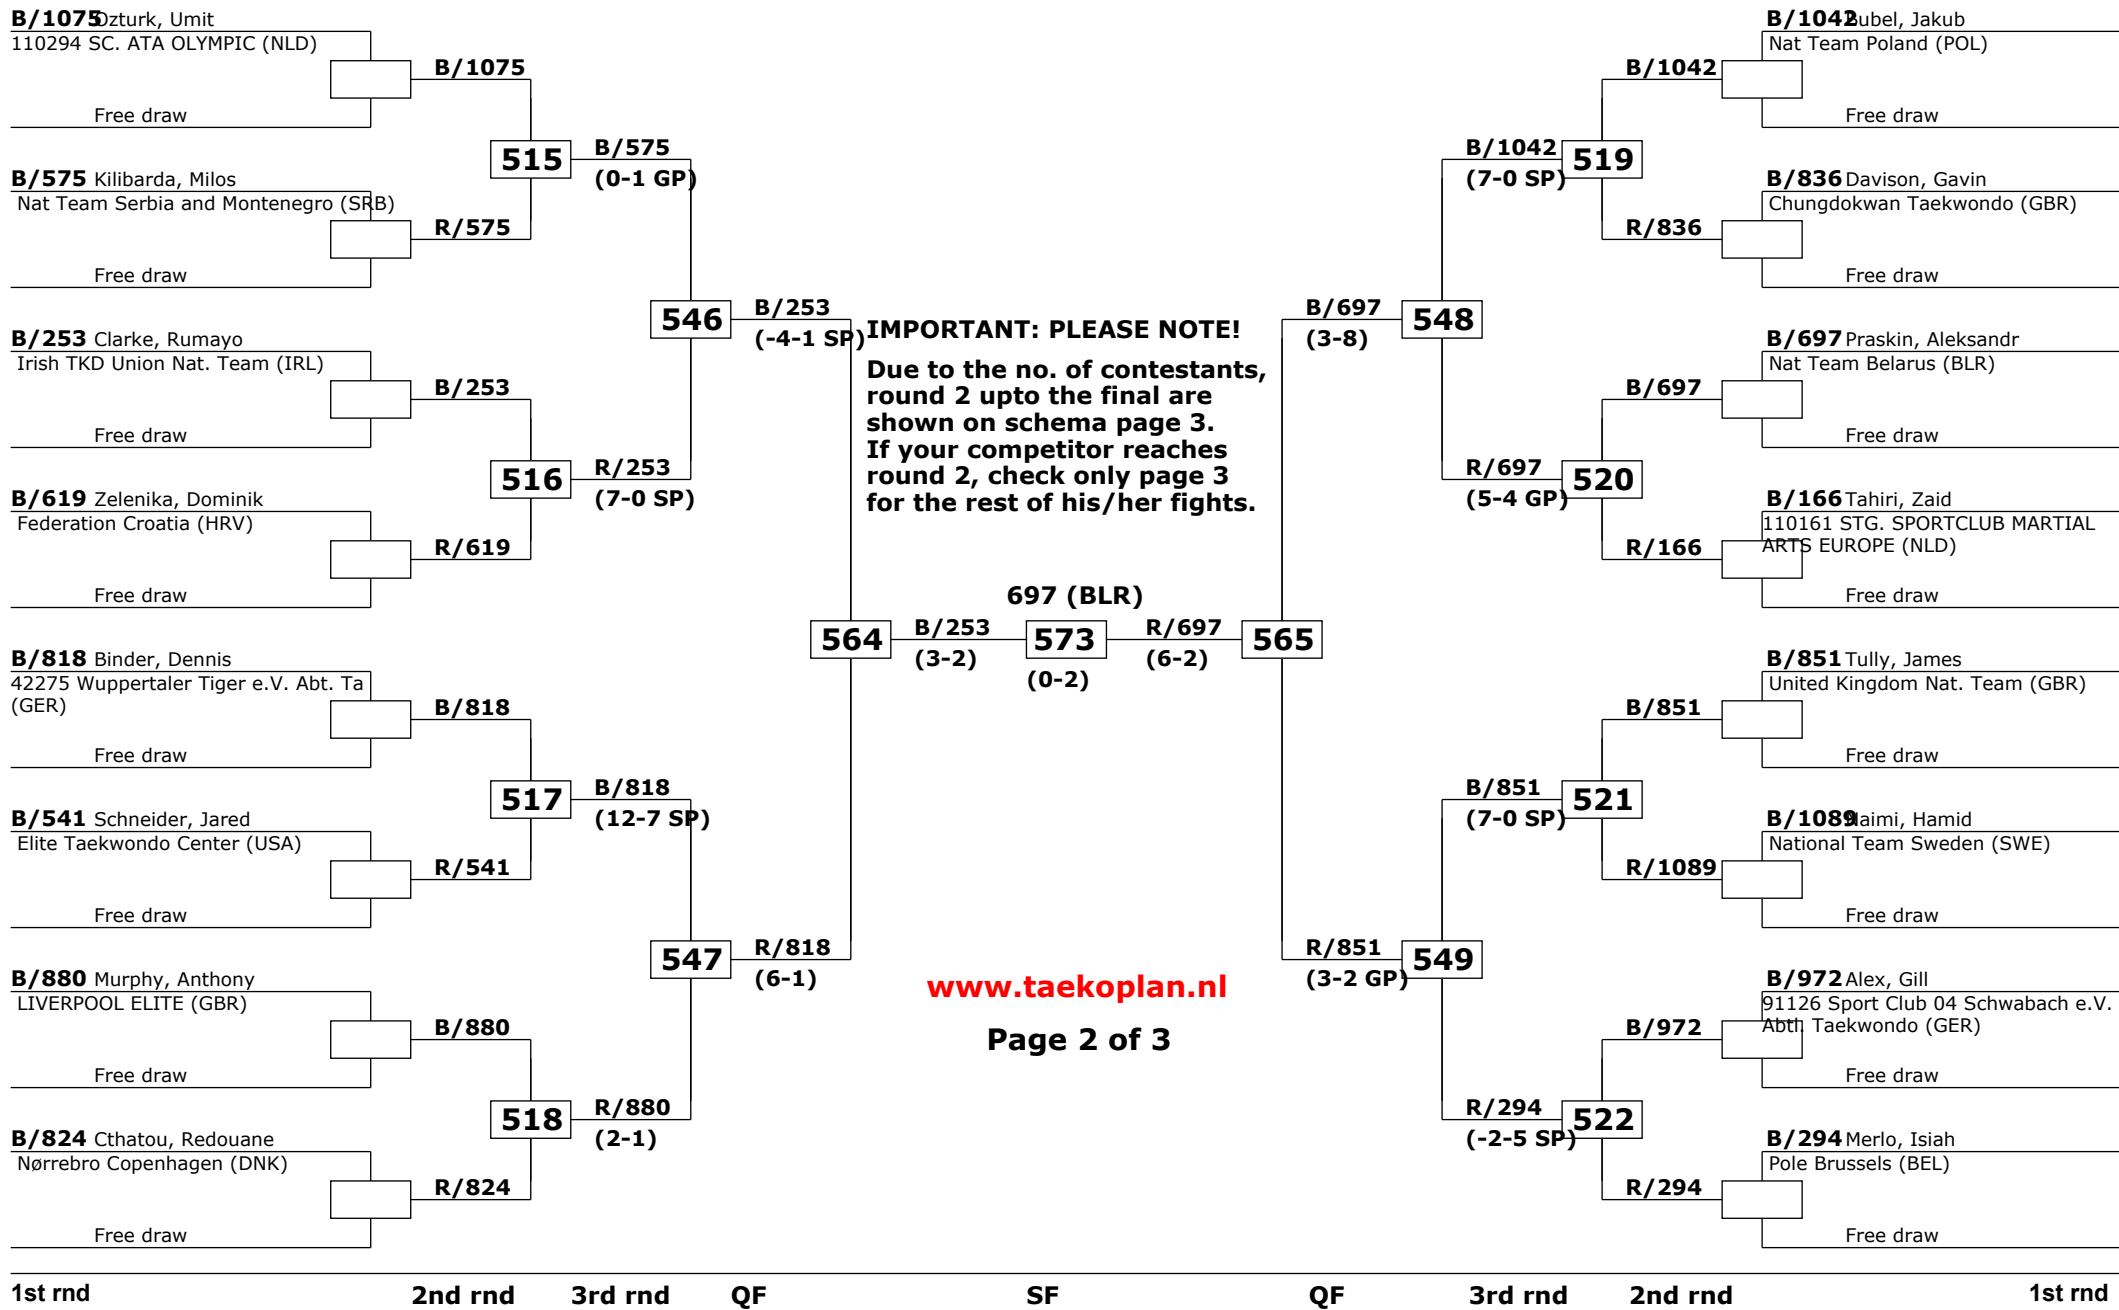 B/1075 Ozturk, Umit
110294 SC. ATA OLYMPIC (NLD)
Free draw
B/575 Kilibarda, Milos
Nat Team Serbia and Montenegro (SRB)
Free draw
B/253 Clarke, Rumayo
Irish TKD Union Nat. Team (IRL)
Free draw
B/619 Zelenika, Dominik
Federation Croatia (HRV)
Free draw
B/818 Binder, Dennis
42275 Wuppertaler Tiger e.V. Abt. Ta
(GER)
Free draw
B/541 Schneider, Jared
Elite Taekwondo Center (USA)
Free draw
B/880 Murphy, Anthony
LIVERPOOL ELITE (GBR)
Free draw
B/824 Cthatou, Redouane
Nørrebro Copenhagen (DNK)
Free draw
B/1075
R/575
B/253
R/619
B/818
R/541
B/880
R/824
515
516
517
518
B/575
(0-1 GP)
R/253
(7-0 SP)
B/818
(12-7 SP)
R/880
(2-1)
546
547
B/253
(-4-1 SP)
R/818
(6-1)
564
B/253
(3-2)
IMPORTANT: PLEASE NOTE!
Due to the no. of contestants,
round 2 upto the final are
shown on schema page 3.
If your competitor reaches
round 2, check only page 3
for the rest of his/her fights.
697 (BLR)
573
(0-2)
www.taekoplan.nl
Page 2 of 3
R/697
(6-2)
565
B/697
(3-8)
R/851
(3-2 GP)
548
549
B/1042
(7-0 SP)
R/697
(5-4 GP)
B/851
(7-0 SP)
R/294
(-2-5 SP)
519
520
521
522
B/1042
R/836
B/697
R/166
B/851
R/1089
B/972
R/294
B/1042 Bubel, Jakub
Nat Team Poland (POL)
Free draw
B/836 Davison, Gavin
Chungdokwan Taekwondo (GBR)
Free draw
B/697 Praskin, Aleksandr
Nat Team Belarus (BLR)
Free draw
B/166 Tahiri, Zaid
110161 STG. SPORTCLUB MARTIAL
ARTS EUROPE (NLD)
Free draw
B/851 Tully, James
United Kingdom Nat. Team (GBR)
Free draw
B/1089 Naimi, Hamid
National Team Sweden (SWE)
Free draw
B/972 Alex, Gill
91126 Sport Club 04 Schwabach e.V.
Abtl. Taekwondo (GER)
Free draw
B/294 Merlo, Isiah
Pole Brussels (BEL)
Free draw
1st rnd 2nd rnd 3rd rnd QF SF QF 3rd rnd 2nd rnd 1st rnd